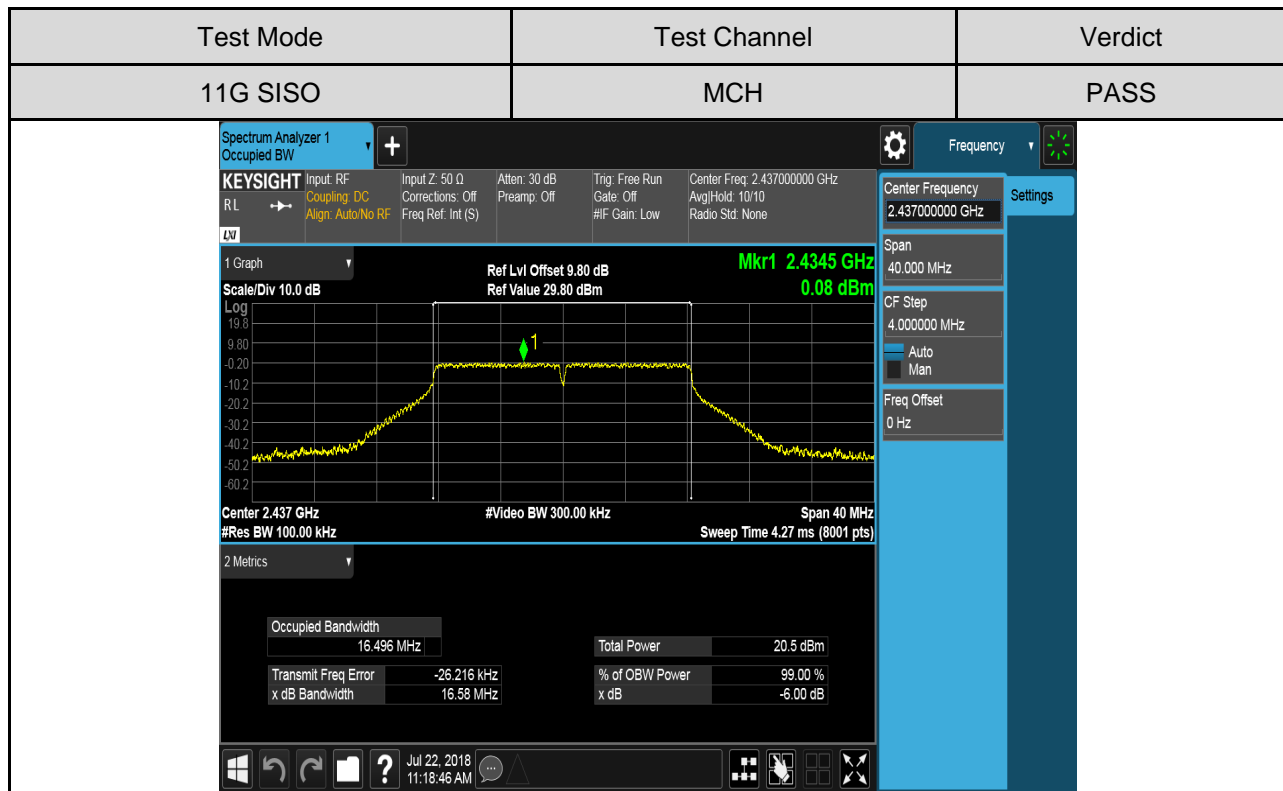 Test Mode Test Channel Verdict
11G SISO MCH PASS
Spectrum Analyzer 1
Occupied BW
+
Frequency
KEYSIGHT
RL
LXI
Input: RF
Coupling: DC
Align: Auto/No RF
Input Z: 50 Ω
Corrections: Off
Freq Ref: Int (S)
Atten: 30 dB
Preamp: Off
Trig: Free Run
Gate: Off
#IF Gain: Low
Center Freq: 2.437000000 GHz
Avg|Hold: 10/10
Radio Std: None
Center Frequency
2.437000000 GHz
Settings
Span
40.000 MHz
CF Step
4.000000 MHz
Auto
Man
Freq Offset
0 Hz
1 Graph
Scale/Div 10.0 dB
Ref Lvl Offset 9.80 dB
Ref Value 29.80 dBm
Mkr1 2.4345 GHz
0.08 dBm
Log
19.8
9.80
-0.20
-10.2
-20.2
-30.2
-40.2
-50.2
-60.2
1
Center 2.437 GHz #Video BW 300.00 kHz Span 40 MHz
#Res BW 100.00 kHz Sweep Time 4.27 ms (8001 pts)
2 Metrics
Occupied Bandwidth
16.496 MHz
Total Power 20.5 dBm
Transmit Freq Error -26.216 kHz % of OBW Power 99.00 %
x dB Bandwidth 16.58 MHz x dB -6.00 dB
?
Jul 22, 2018
11:18:46 AM